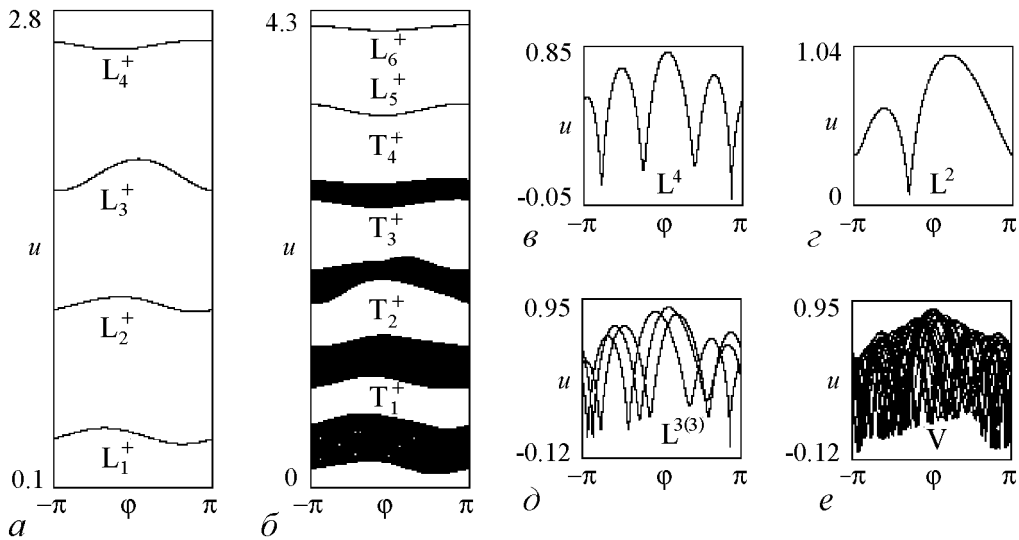 2.8
L₄⁺
L₃⁺
u
L₂⁺
L₁⁺
0.1
−π φ π
а
4.3
L₆⁺
L₅⁺
T₄⁺
T₃⁺
u
T₂⁺
T₁⁺
0
−π φ π
б
0.85
u
L⁴
-0.05
−π φ π
в
1.04
u
L²
0
−π φ π
г
0.95
u
L³⁽³⁾
-0.12
−π φ π
д
0.95
u
V
-0.12
−π φ π
е